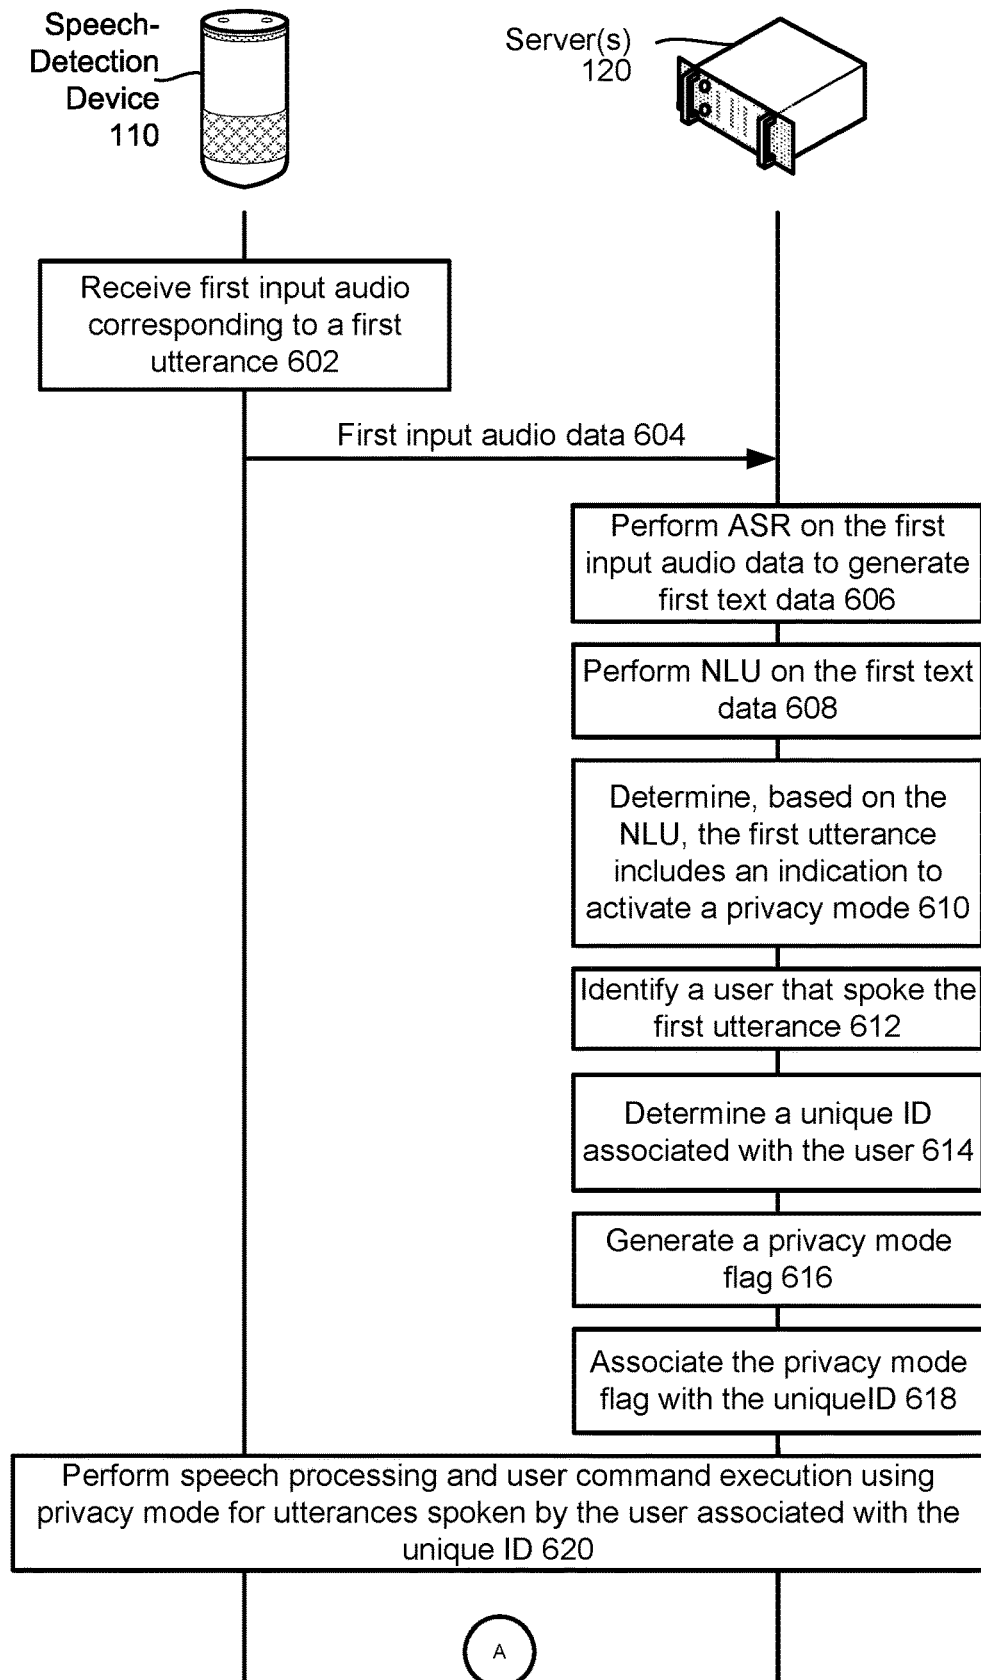 Speech-
Detection
Device
110
Server(s)
120
Receive first input audio
corresponding to a first
utterance 602
First input audio data 604
Perform ASR on the first
input audio data to generate
first text data 606
Perform NLU on the first text
data 608
Determine, based on the
NLU, the first utterance
includes an indication to
activate a privacy mode 610
Identify a user that spoke the
first utterance 612
Determine a unique ID
associated with the user 614
Generate a privacy mode
flag 616
Associate the privacy mode
flag with the uniqueID 618
Perform speech processing and user command execution using
privacy mode for utterances spoken by the user associated with the
unique ID 620
A